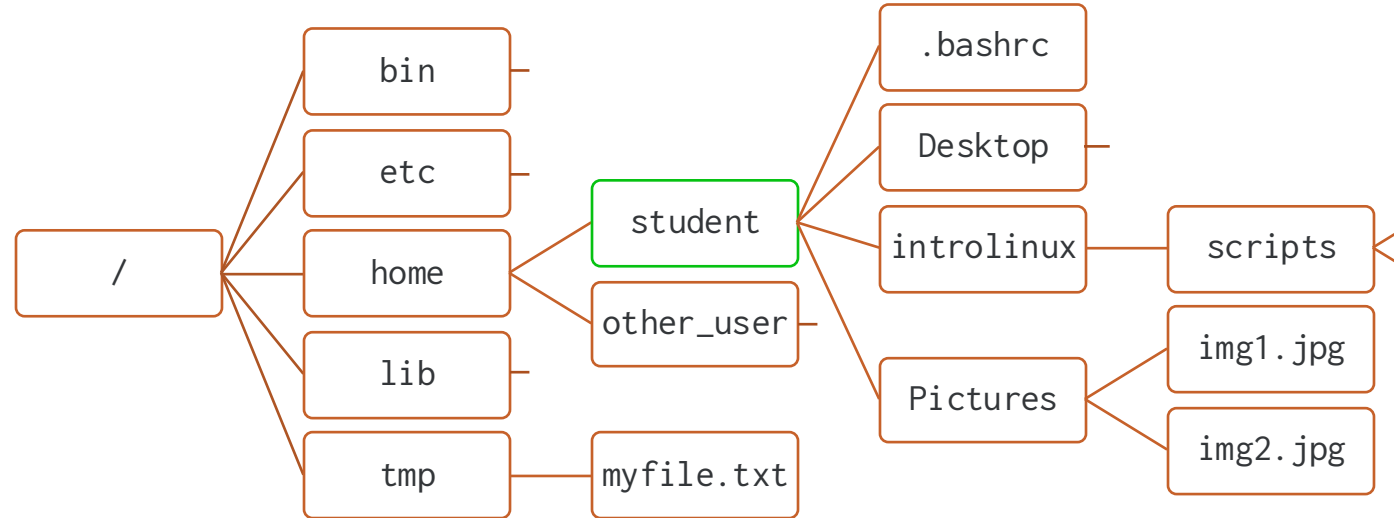 /
bin
etc
home
lib
tmp
student
other_user
myfile.txt
.bashrc
Desktop
introlinux
Pictures
scripts
img1.jpg
img2.jpg